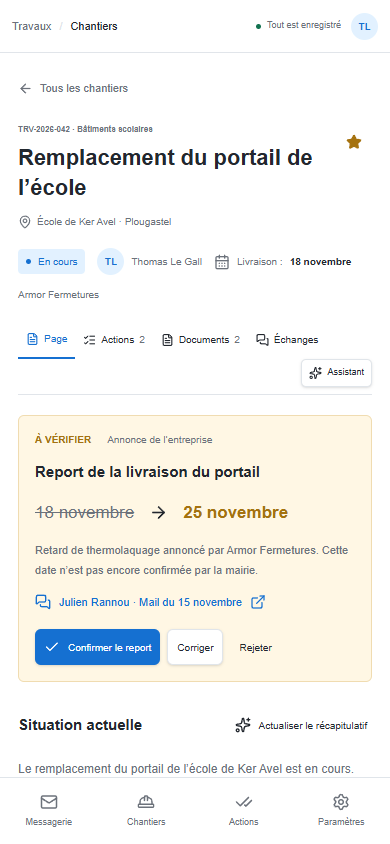 Travaux / Chantiers
Tout est enregistré
TL
Tous les chantiers
TRV-2026-042 · Bâtiments scolaires
Remplacement du portail de
l’école
École de Ker Avel · Plougastel
En cours
TL
Thomas Le Gall
Livraison : 18 novembre
Armor Fermetures
Page
Actions 2
Documents 2
Échanges
Assistant
À VÉRIFIER
Annonce de l’entreprise
Report de la livraison du portail
18 novembre → 25 novembre
Retard de thermolaquage annoncé par Armor Fermetures. Cette
date n’est pas encore confirmée par la mairie.
Julien Rannou · Mail du 15 novembre
Confirmer le report
Corriger
Rejeter
Situation actuelle
Actualiser le récapitulatif
Le remplacement du portail de l’école de Ker Avel est en cours.
Messagerie
Chantiers
Actions
Paramètres